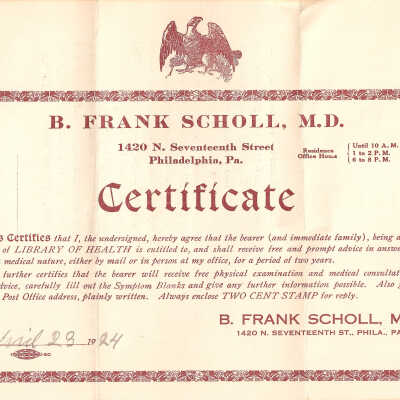 B. FRANK SCHOLL, M.D.
1420 N. Seventeenth Street
Philadelphia, Pa.
Residence
Office Hours
Until 10 A.M.
1 to 2 P.M.
6 to 8 P.M.
Certificate
s Certifies that I, the undersigned, hereby agree that the bearer (and immediate family), being a
of LIBRARY OF HEALTH is entitled to, and shall receive free and prompt advice in answ
medical nature, either by mail or in person at my office, for a period of two years.
further certifies that the bearer will receive free physical examination and medical consultat
dvice, carefully fill out the Symptom Blanks and give any further information possible. Also
Post Office address, plainly written. Always enclose TWO CENT STAMP for reply.
B. FRANK SCHOLL, M
1420 N. SEVENTEENTH ST., PHILA., PA
April 23 1924